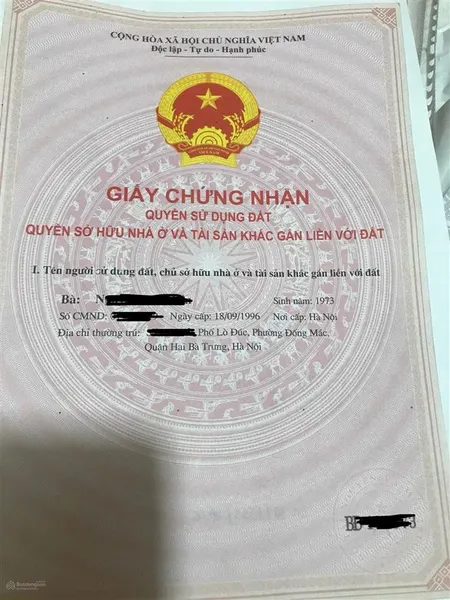 CỘNG HÒA XÃ HỘI CHỦ NGHĨA VIỆT NAM
Độc lập - Tự do - Hạnh phúc
GIẤY CHỨNG NHẬN
QUYỀN SỬ DỤNG ĐẤT
QUYỀN SỞ HỮU NHÀ Ở VÀ TÀI SẢN KHÁC GẮN LIỀN VỚI ĐẤT
I. Tên người sử dụng đất, chủ sở hữu nhà ở và tài sản khác gắn liền với đất
Bà: N Sinh năm: 1973
Số CMND: Ngày cấp: 18/09/1996 Nơi cấp: Hà Nội
Địa chỉ thường trú: Phố Lò Đúc, Phường Đống Mác,
Quận Hai Bà Trưng, Hà Nội
Batdongsan